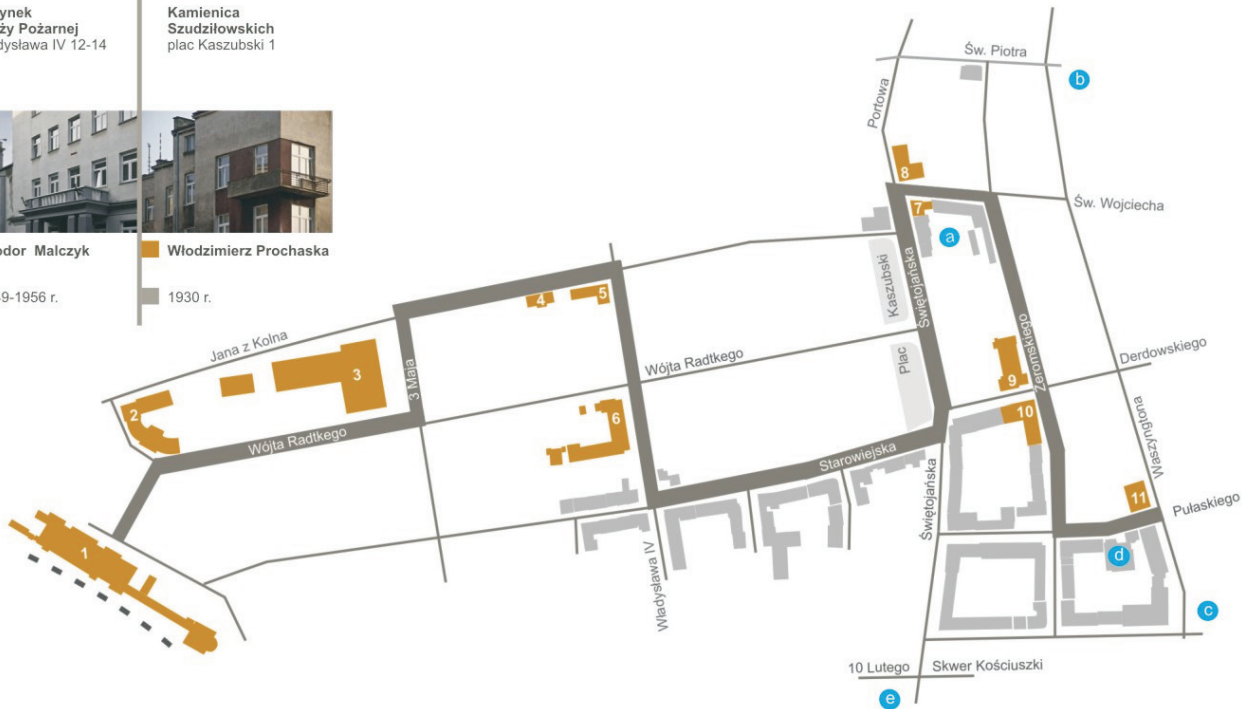 ynek
ży Pożarnej
dysława IV 12-14
Kamienica
Szudziłowskich
plac Kaszubski 1
odor Malczyk
Włodzimierz Prochaska
9-1956 r.
1930 r.
Św. Piotra
b
Portowa
8
Św. Wojciecha
7
a
Kaszubski
Świętojańska
4
5
Jana z Kolna
3 Maja
Wójta Radtkego
Plac
Żeromskiego
Derdowskiego
3
9
2
6
10
Wójta Radtkego
Starowiejska
Waszyngtona
11
Pułaskiego
Świętojańska
1
d
Władysława IV
c
10 Lutego
Skwer Kościuszki
e